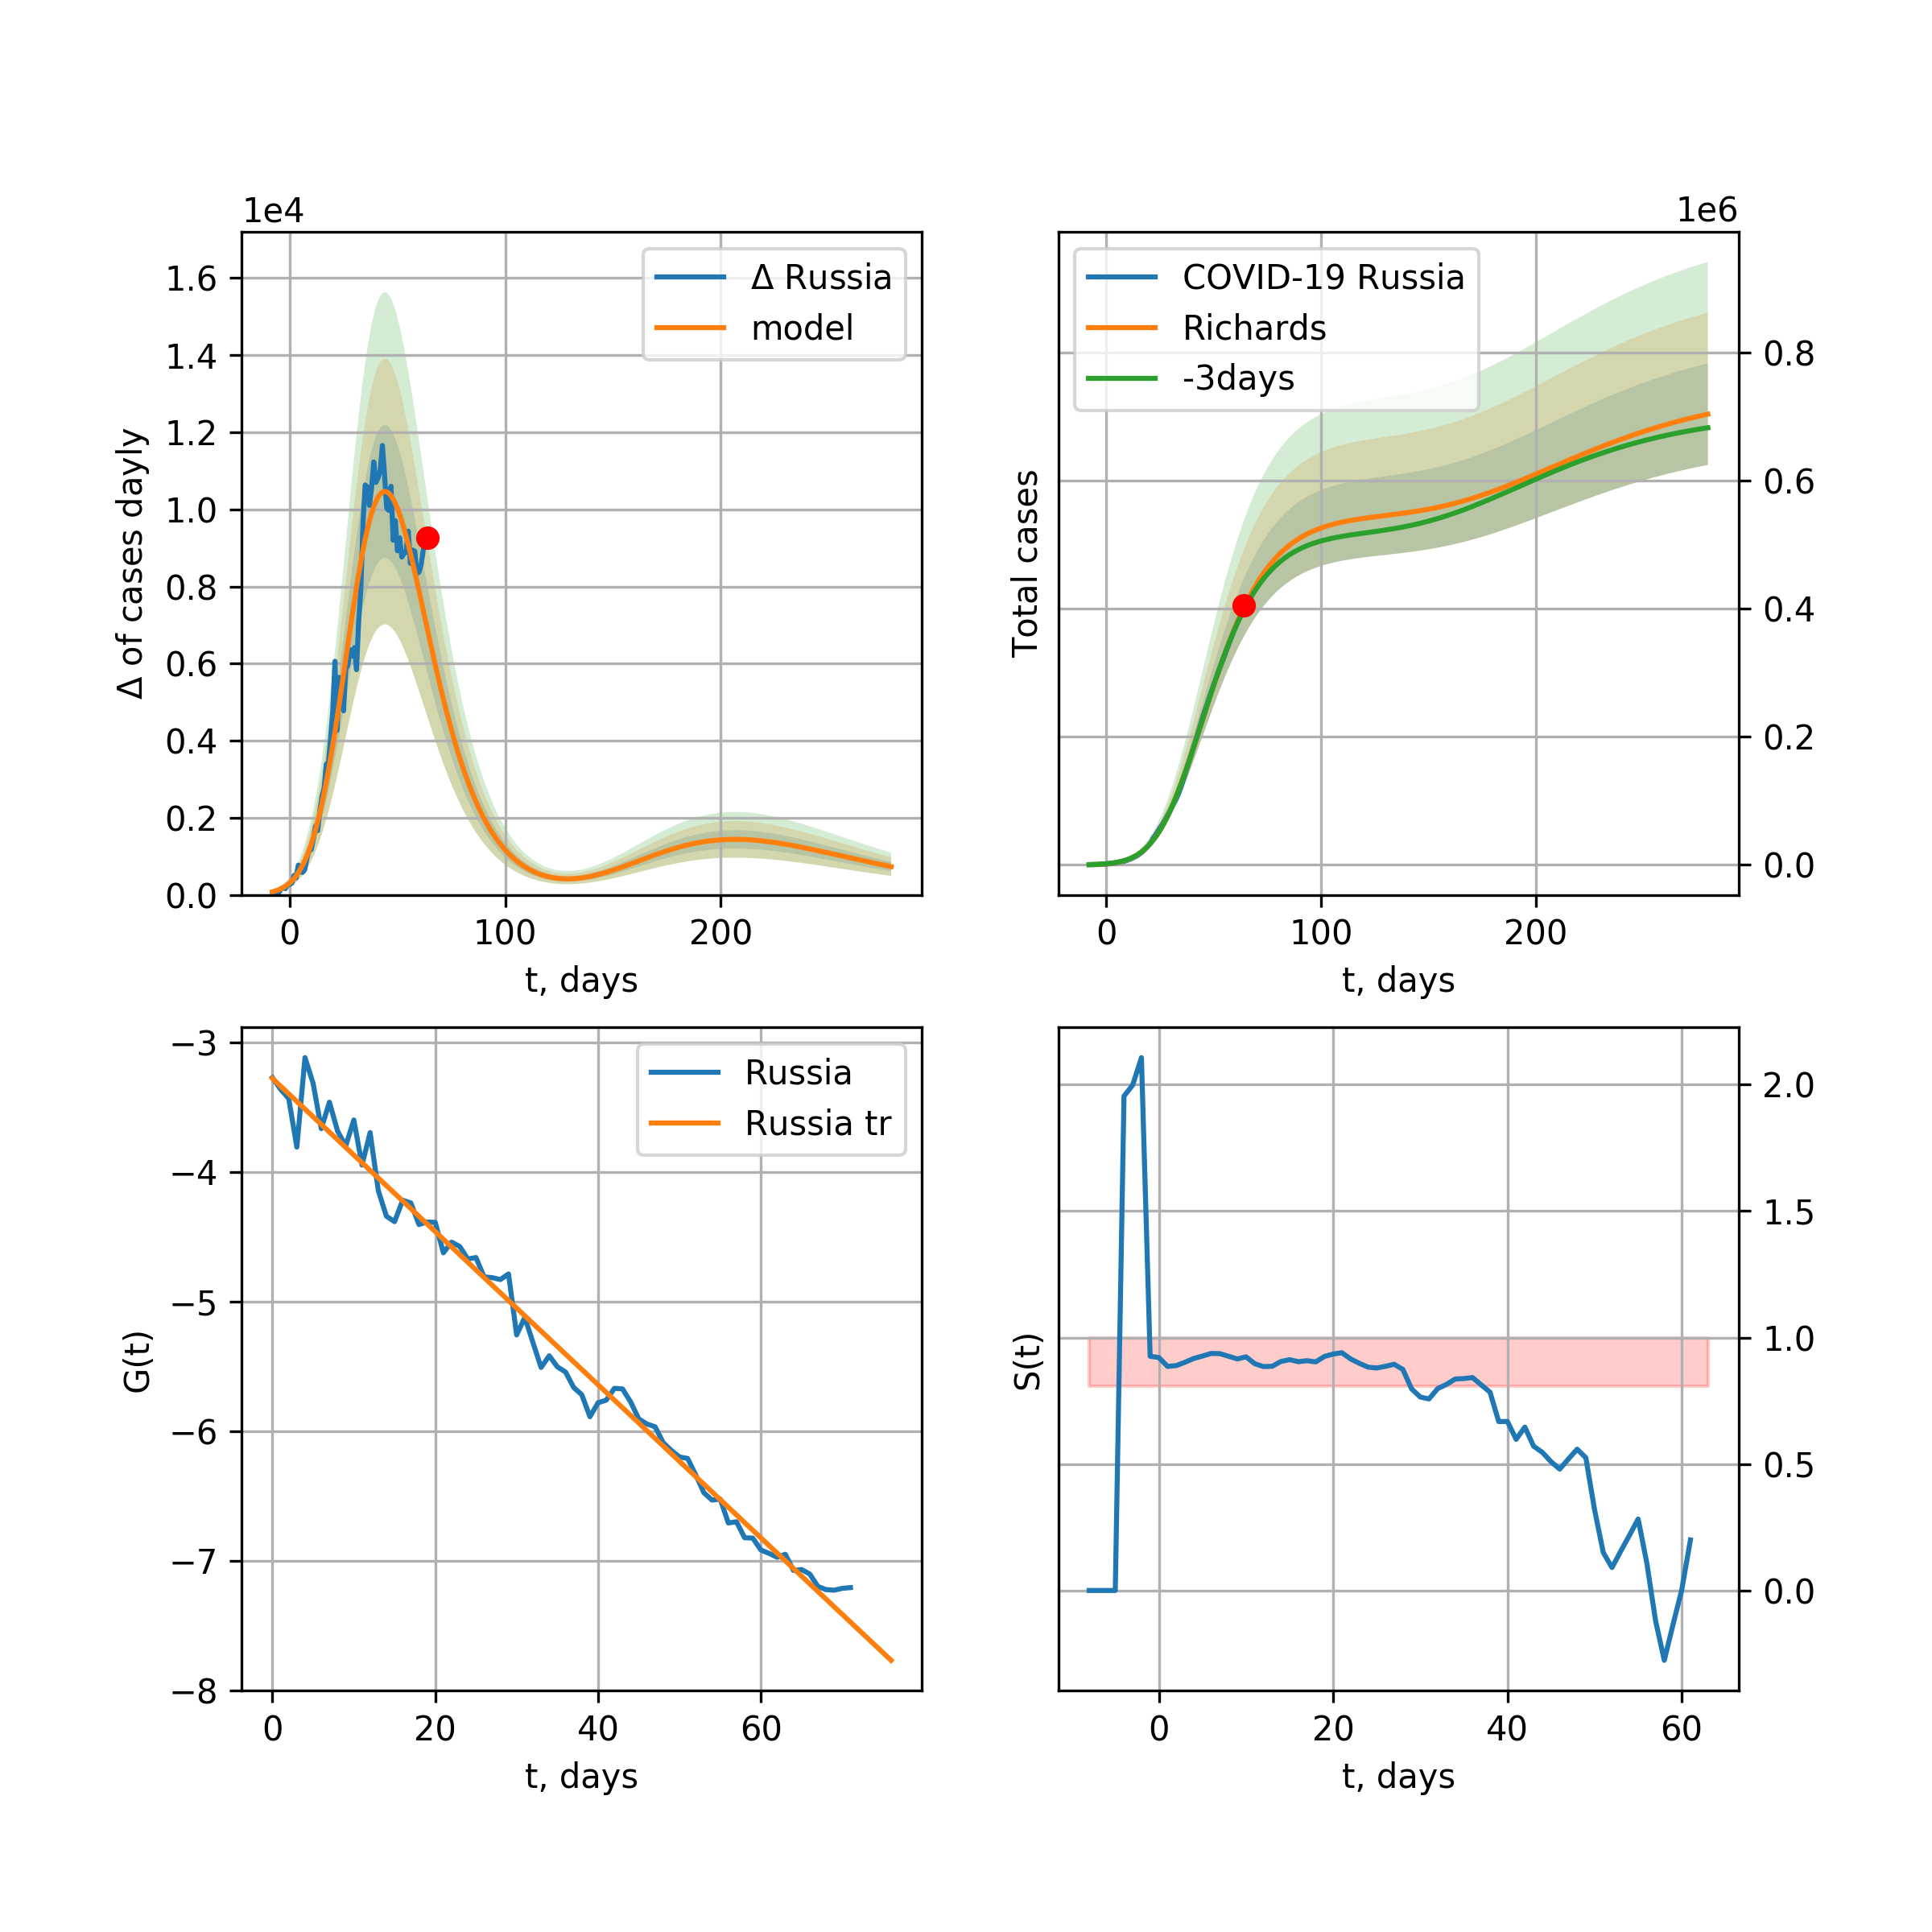 1e4
Δ of cases dayly
1.6
1.4
1.2
1.0
0.8
0.6
0.4
0.2
0.0
Δ Russia
model
0
100
200
t, days
1e6
COVID-19 Russia
Richards
-3days
Total cases
0.8
0.6
0.4
0.2
0.0
0
100
200
t, days
G(t)
−3
−4
−5
−6
−7
−8
Russia
Russia tr
0
20
40
60
t, days
S(t)
2.0
1.5
1.0
0.5
0.0
0
20
40
60
t, days